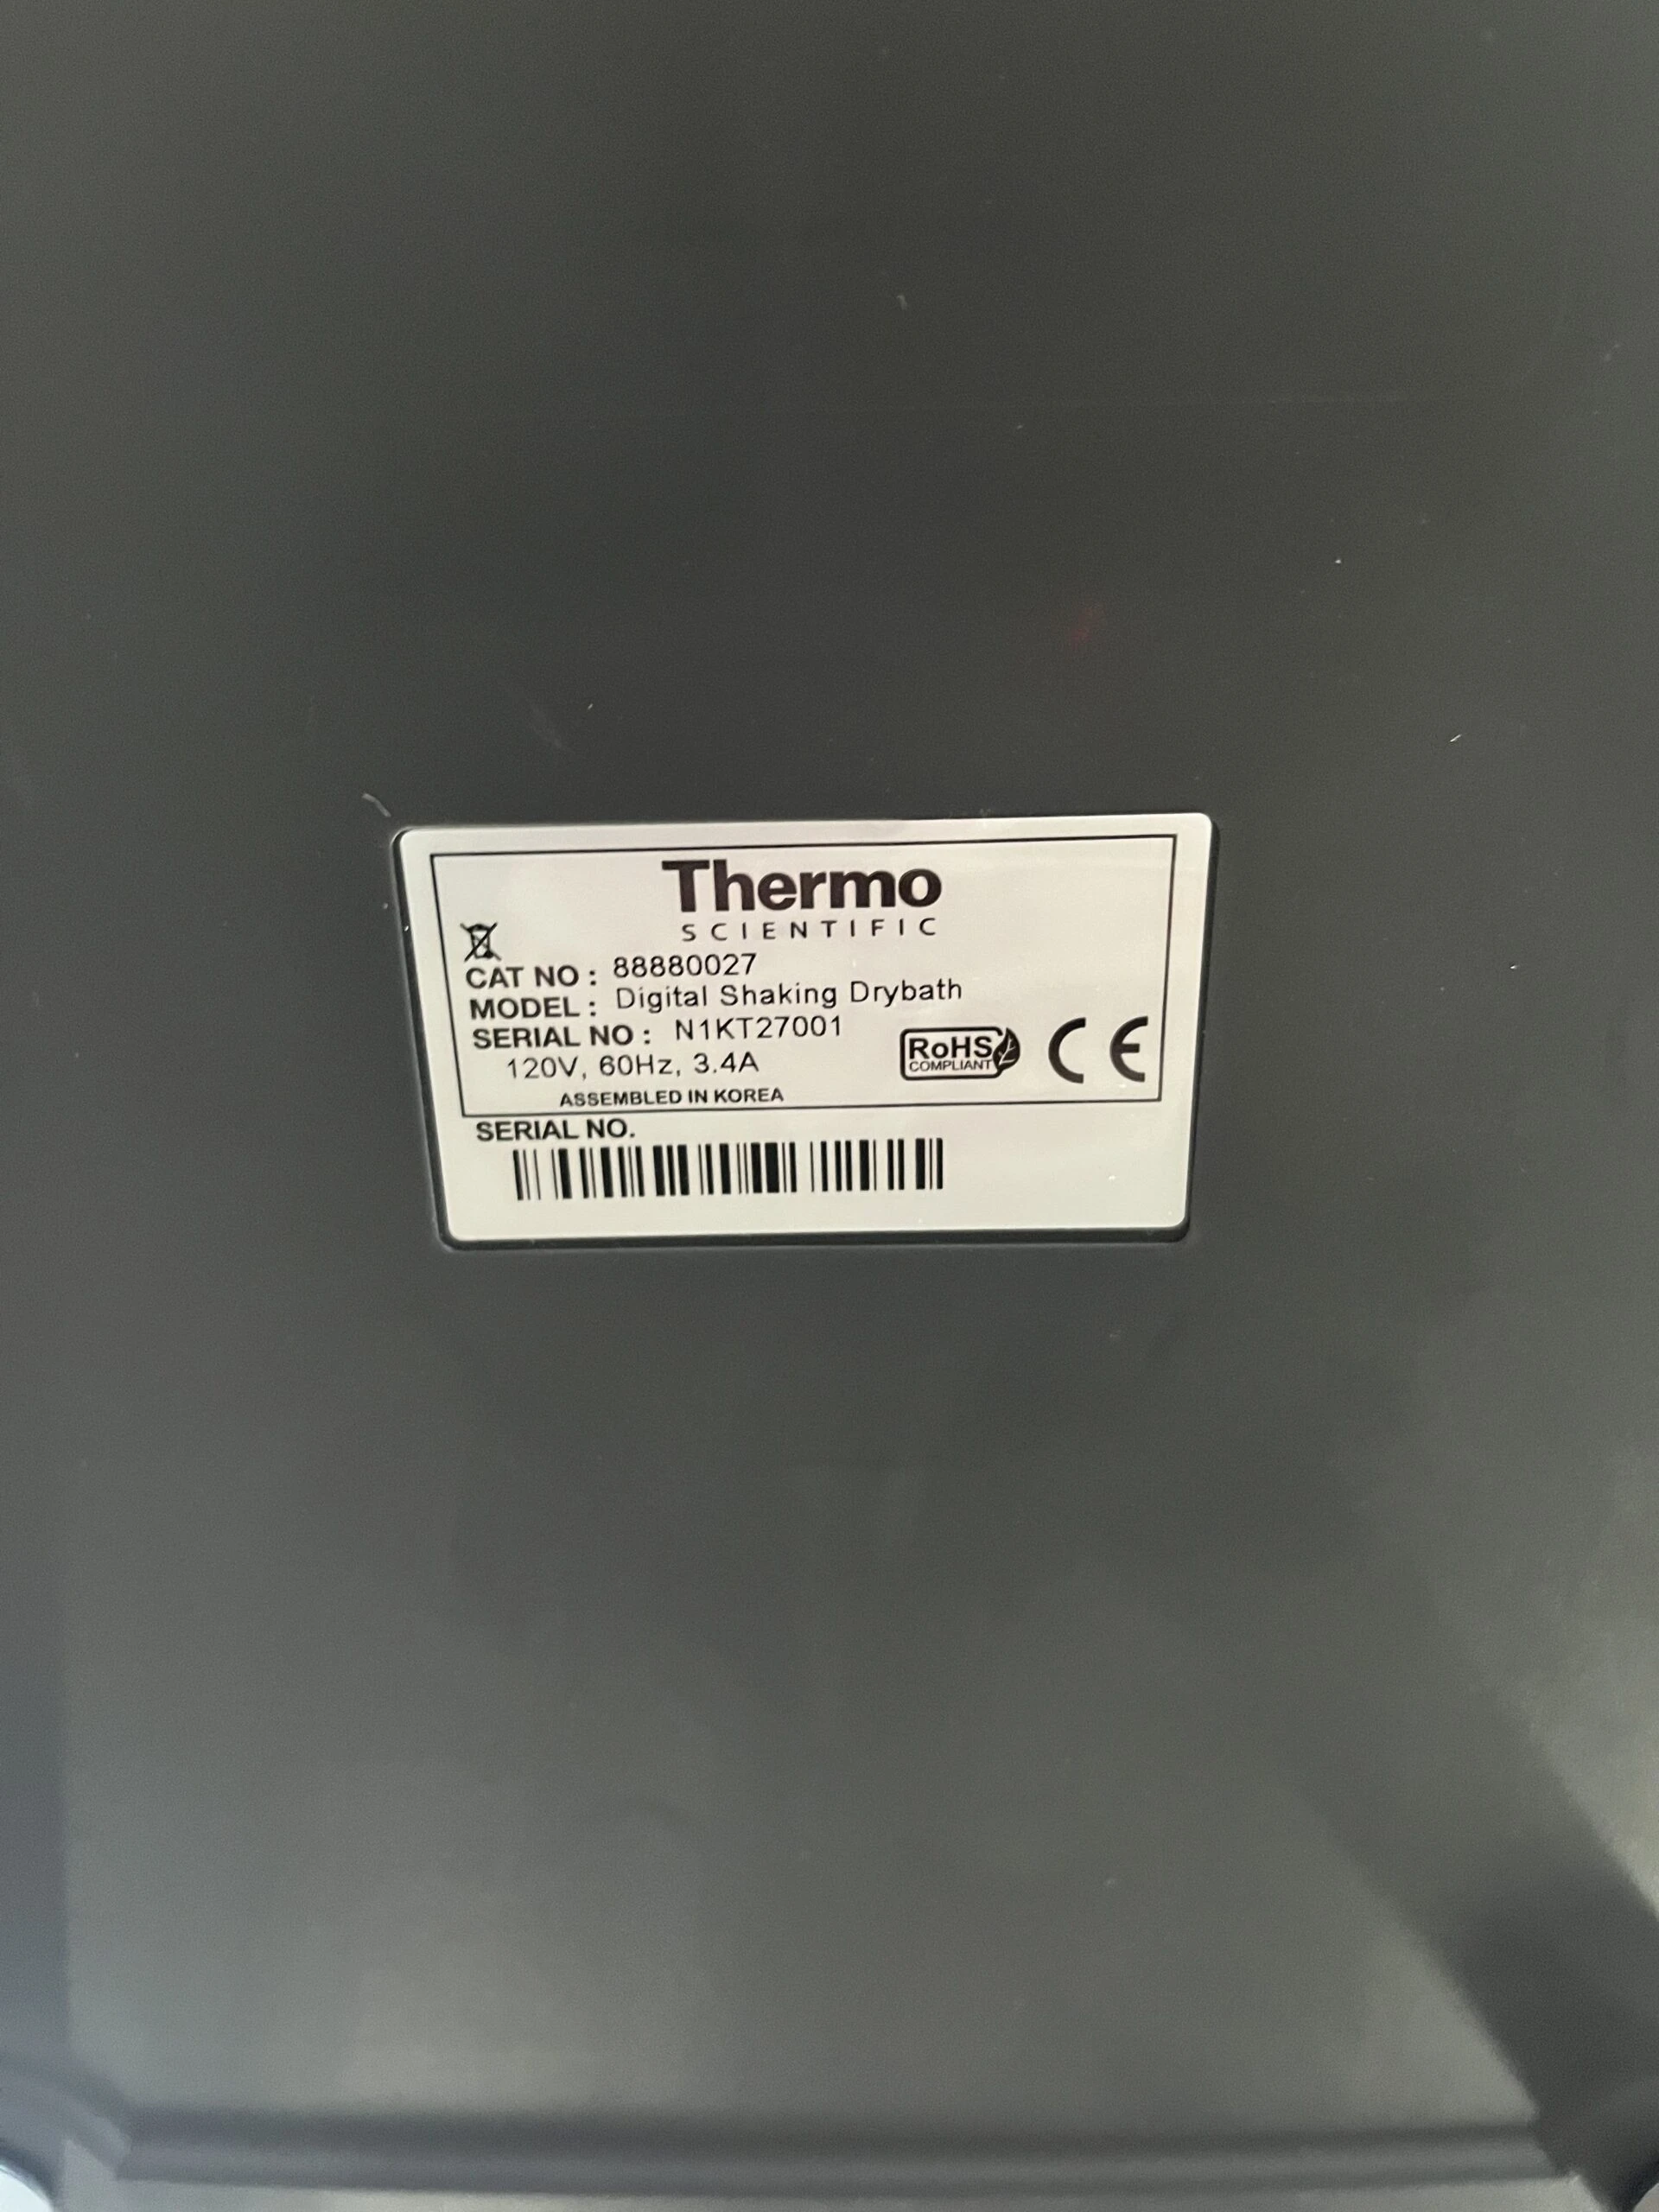 Thermo
SCIENTIFIC
CAT NO : 88880027
MODEL : Digital Shaking Drybath
SERIAL NO : N1KT27001
120V, 60Hz, 3.4A
RoHS
COMPLIANT
CE
ASSEMBLED IN KOREA
SERIAL NO.